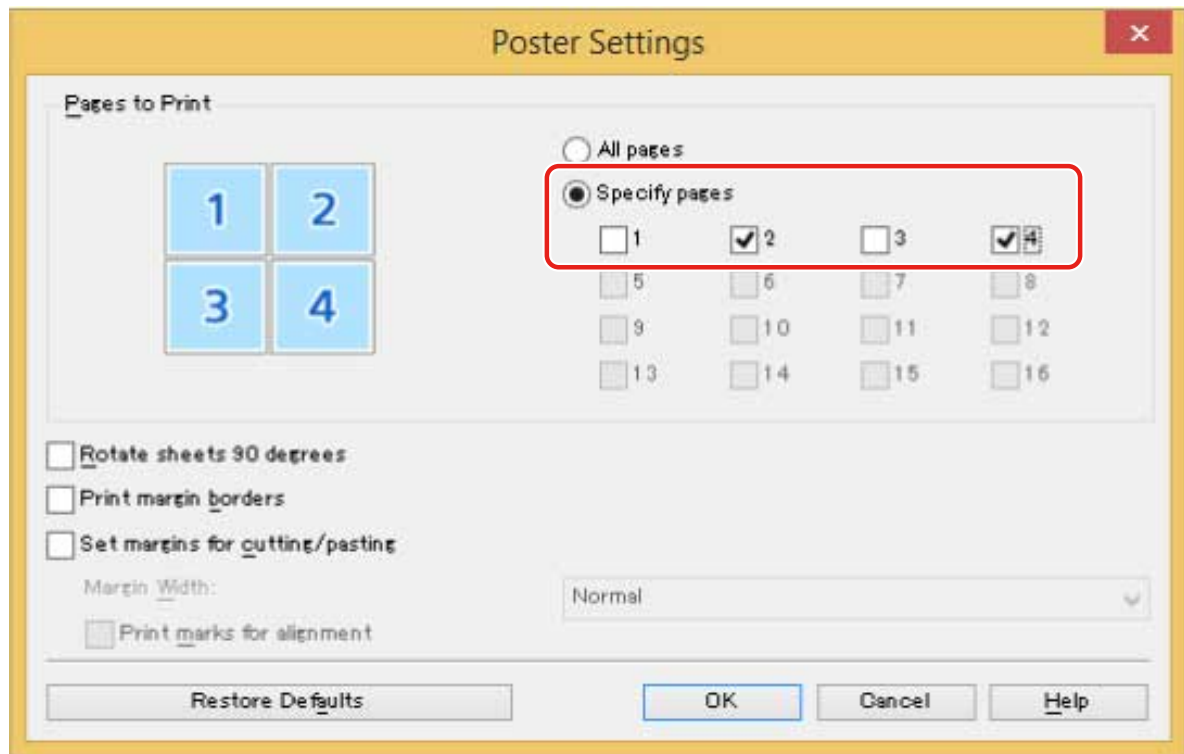 Poster Settings
Pages to Print
1 2
3 4
All pages
Specify pages
1 2 3 4
5 6 7 8
9 10 11 12
13 14 15 16
Rotate sheets 90 degrees
Print margin borders
Set margins for cutting/pasting
Margin Width: Normal
Print marks for alignment
Restore Defaults OK Cancel Help